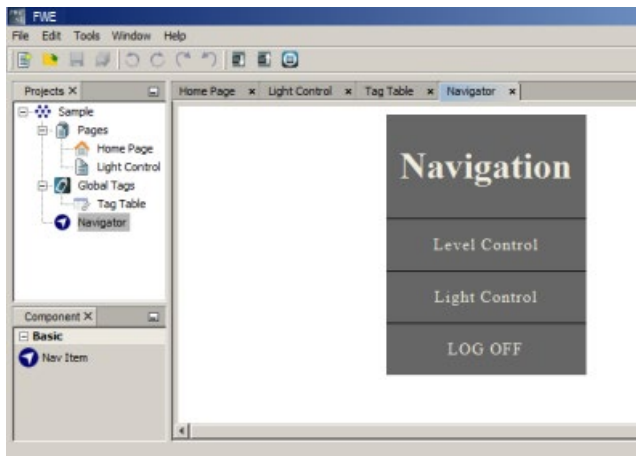 FWE
File Edit Tools Window Help
Projects
Home Page Light Control Tag Table Navigator
Sample
Pages
Home Page
Light Control
Global Tags
Tag Table
Navigator
Navigation
Level Control
Light Control
LOG OFF
Component
Basic
Nav Item